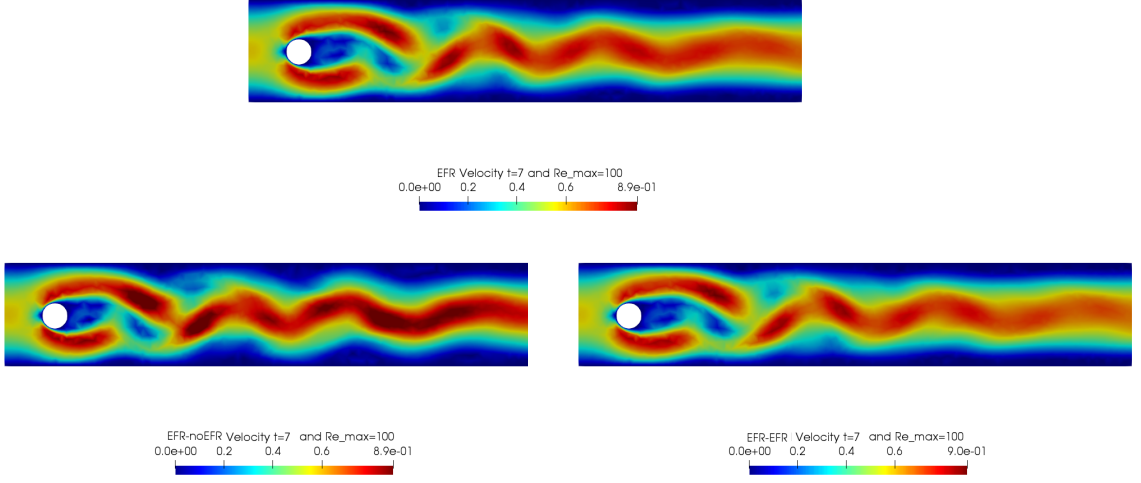 EFR Velocity t=7 and Re_max=100
0.0e+00 0.2 0.4 0.6 8.9e-01
EFR-noEFR Velocity t=7 and Re_max=100
0.0e+00 0.2 0.4 0.6 8.9e-01
EFR-EFR Velocity t=7 and Re_max=100
0.0e+00 0.2 0.4 0.6 9.0e-01